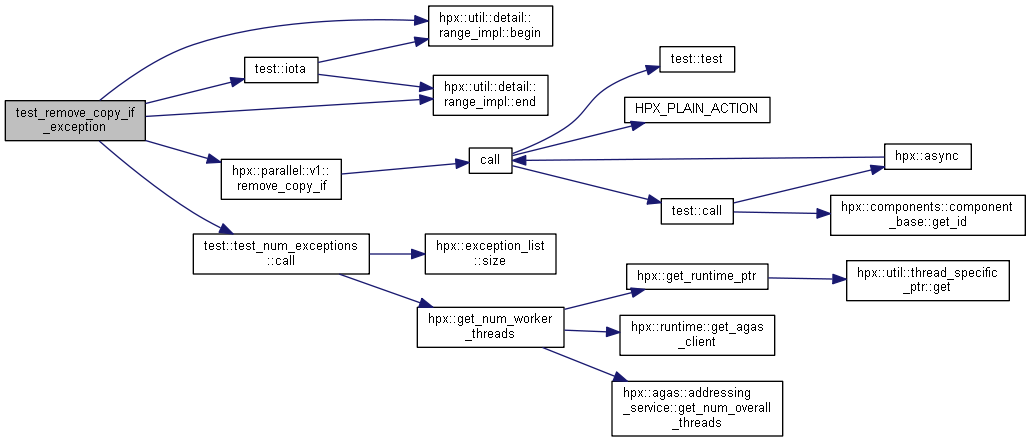 hpx::util::detail::
range_impl::begin
test::test
test::iota
hpx::util::detail::
range_impl::end
HPX_PLAIN_ACTION
test_remove_copy_if
_exception
call
hpx::async
hpx::parallel::v1::
remove_copy_if
test::call
hpx::components::component
_base::get_id
test::test_num_exceptions
::call
hpx::exception_list
::size
hpx::get_runtime_ptr
hpx::util::thread_specific
_ptr::get
hpx::get_num_worker
_threads
hpx::runtime::get_agas
_client
hpx::agas::addressing
_service::get_num_overall
_threads